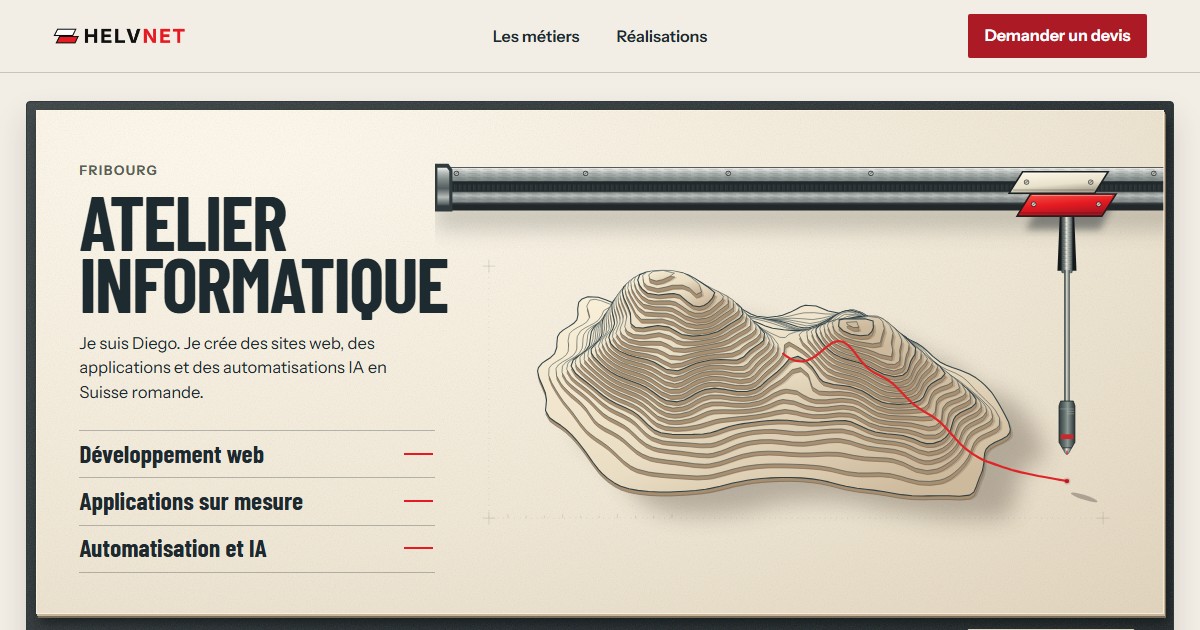 HELVNET
Les métiers
Réalisations
Demander un devis
FRIBOURG
ATELIER
INFORMATIQUE
Je suis Diego. Je crée des sites web, des
applications et des automatisations IA en
Suisse romande.
Développement web
Applications sur mesure
Automatisation et IA